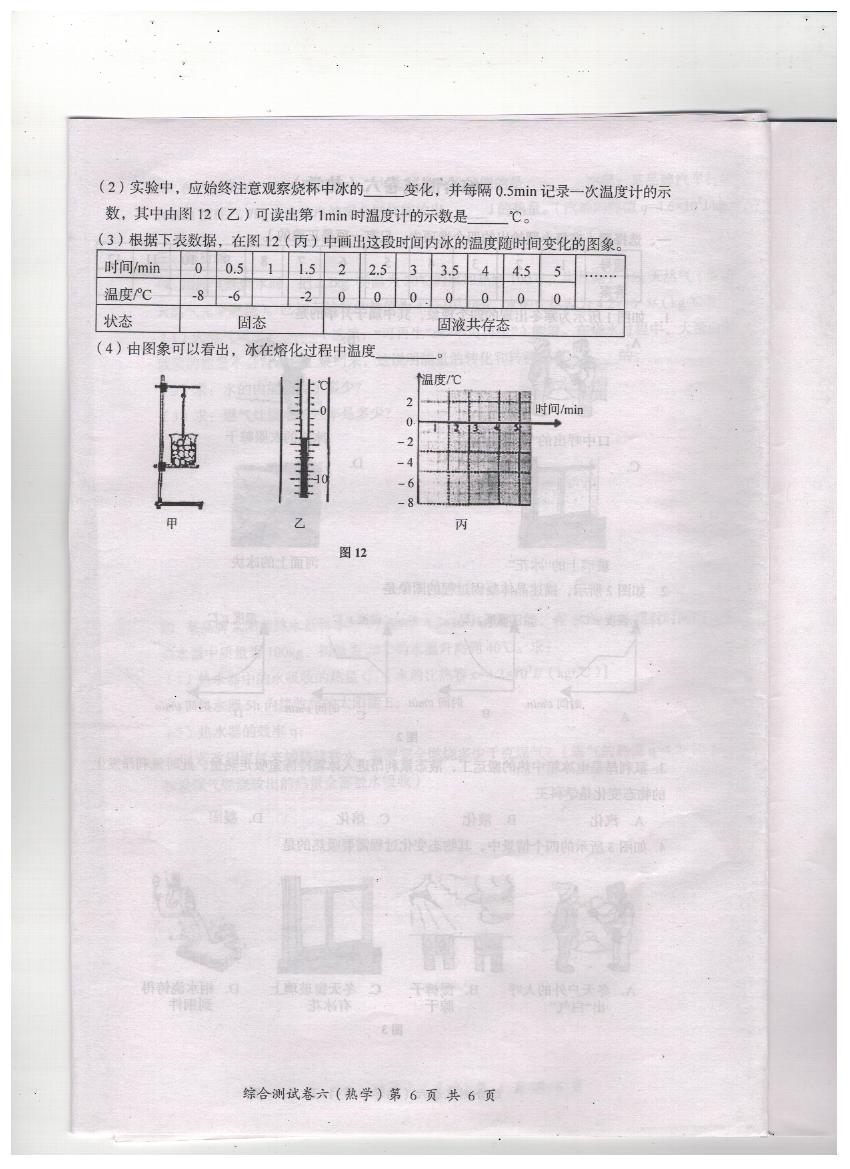 （2）实验中，应始终注意观察烧杯中冰的____变化，并每隔 0.5min 记录一次温度计的示
数，其中由图 12（乙）可读出第 1min 时温度计的示数是____℃。
（3）根据下表数据，在图 12（丙）中画出这段时间内冰的温度随时间变化的图象。
时间/min 0 0.5 1 1.5 2 2.5 3 3.5 4 4.5 5 ……
温度/℃ -8 -6 -2 0 0 0 0 0 0 0
状态 固态 固液共存态
（4）由图象可以看出，冰在熔化过程中温度______。
℃
0
10
甲
乙
温度/℃
2
0
-2
-4
-6
-8
1 2 3 4 5
时间/min
丙
图 12
综合测试卷六（热学）第 6 页 共 6 页